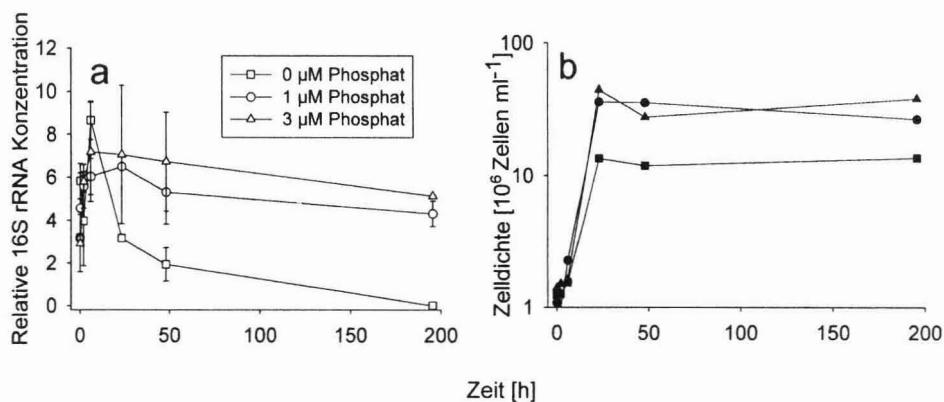 Relative 16S rRNA Konzentration
12
10
8
6
4
2
0
a
0 µM Phosphat
1 µM Phosphat
3 µM Phosphat
0 50 100 150 200
Zelldichte [10⁶ Zellen ml⁻¹]
100
10
1
b
0 50 100 150 200
Zeit [h]